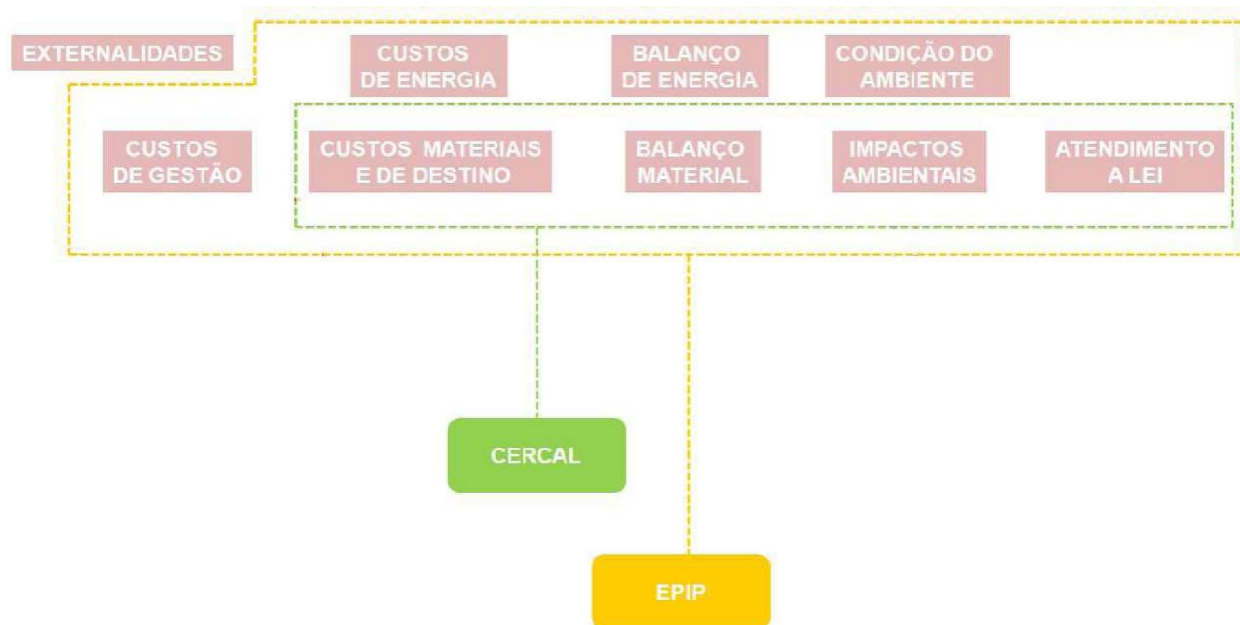 EXTERNALIDADES
CUSTOS
DE ENERGIA
BALANÇO
DE ENERGIA
CONDIÇÃO DO
AMBIENTE
CUSTOS
DE GESTÃO
CUSTOS MATERIAIS
E DE DESTINO
BALANÇO
MATERIAL
IMPACTOS
AMBIENTAIS
ATENDIMENTO
A LEI
CERCAL
EPIP